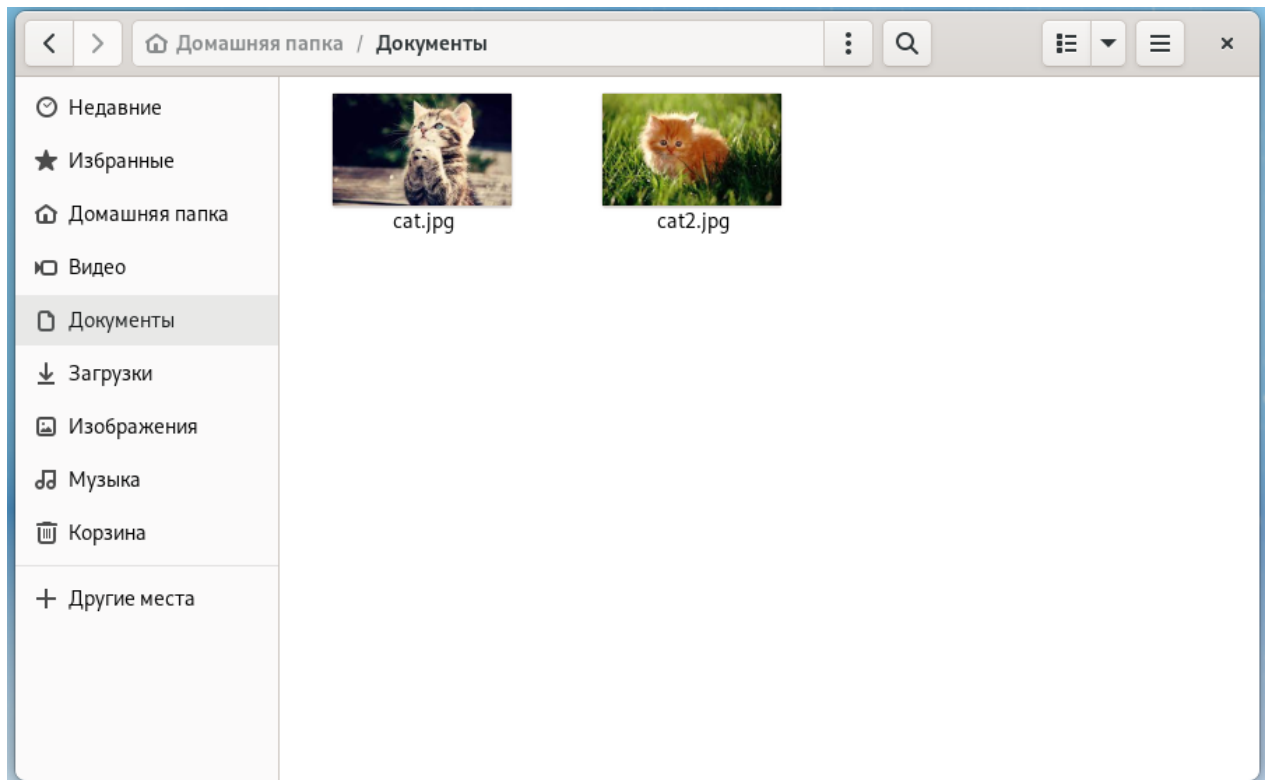 Домашняя папка / Документы
Недавние
Избранные
Домашняя папка
Видео
Документы
Загрузки
Изображения
Музыка
Корзина
Другие места
cat.jpg
cat2.jpg